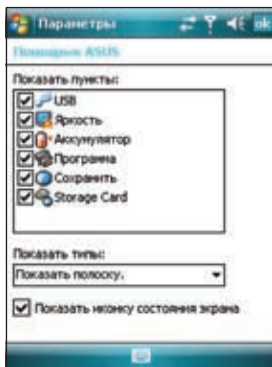 Параметры
ok
Помощник ASUS
Показать пункты:
USB
Яркость
Аккумулятор
Программа
Сохранить
Storage Card
Показать типы:
Показать полоску.
Показать иконку состояния экрана